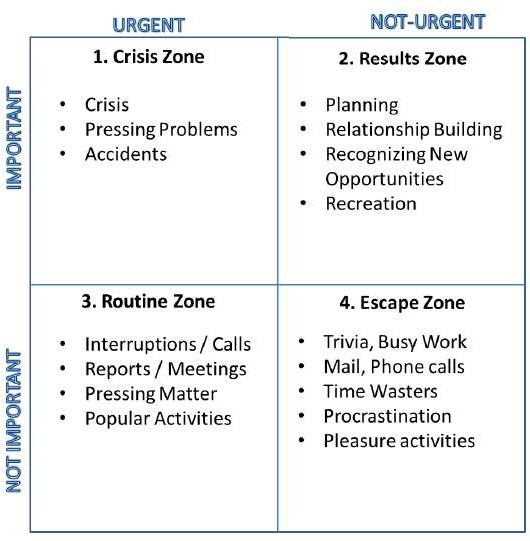 URGENT
NOT-URGENT
IMPORTANT
1. Crisis Zone
• Crisis
• Pressing Problems
• Accidents
2. Results Zone
• Planning
• Relationship Building
• Recognizing New
Opportunities
• Recreation
NOT IMPORTANT
3. Routine Zone
• Interruptions / Calls
• Reports / Meetings
• Pressing Matter
• Popular Activities
4. Escape Zone
• Trivia, Busy Work
• Mail, Phone calls
• Time Wasters
• Procrastination
• Pleasure activities